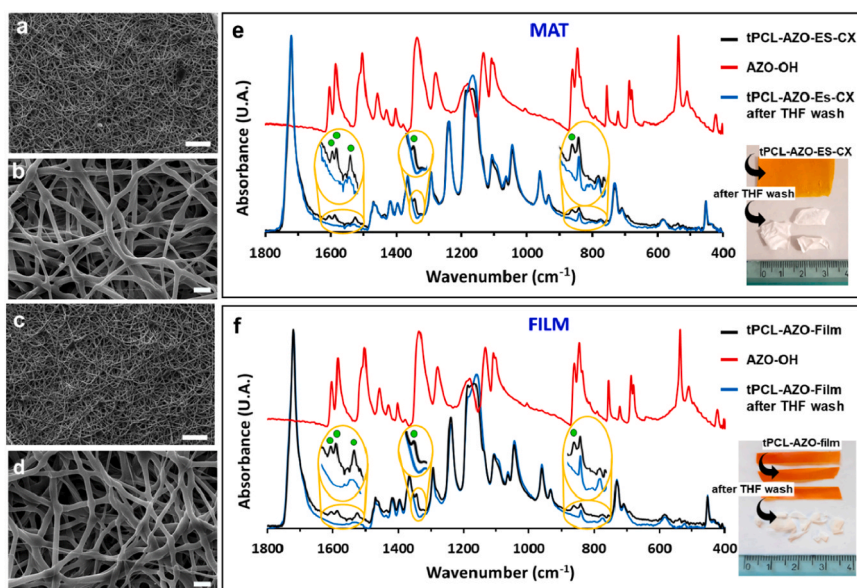 a
b
c
d
e
MAT
Absorbance (U.A.)
tPCL-AZO-ES-CX
AZO-OH
tPCL-AZO-Es-CX
after THF wash
tPCL-AZO-ES-CX
after THF wash
0 1 2 3 4 5
1800 1600 1400 1200 1000 800 600 400
Wavenumber (cm⁻¹)
f
FILM
Absorbance (U.A.)
tPCL-AZO-Film
AZO-OH
tPCL-AZO-Film
after THF wash
tPCL-AZO-film
after THF wash
0 1 2 3 4
1800 1600 1400 1200 1000 800 600 400
Wavenumber (cm⁻¹)